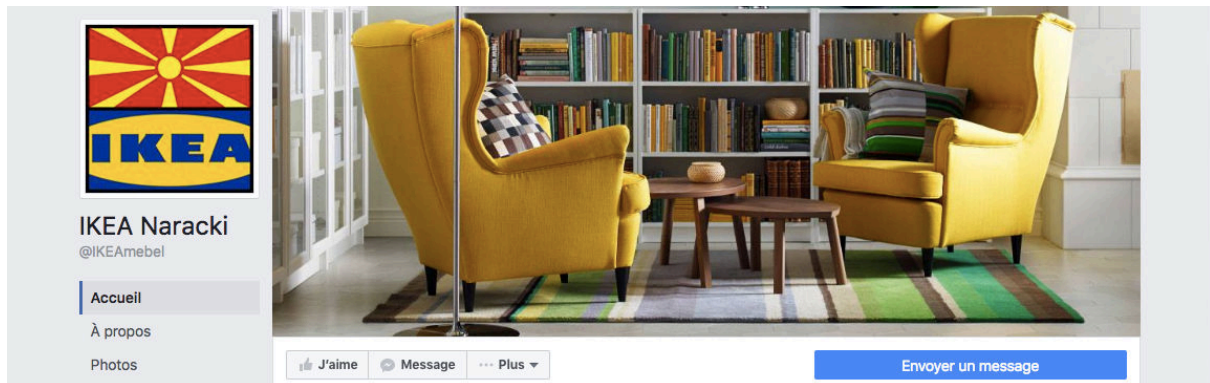 IKEA
IKEA Naracki
@IKEAmebel
Accueil
À propos
Photos
J'aime
Message
Plus
Envoyer un message